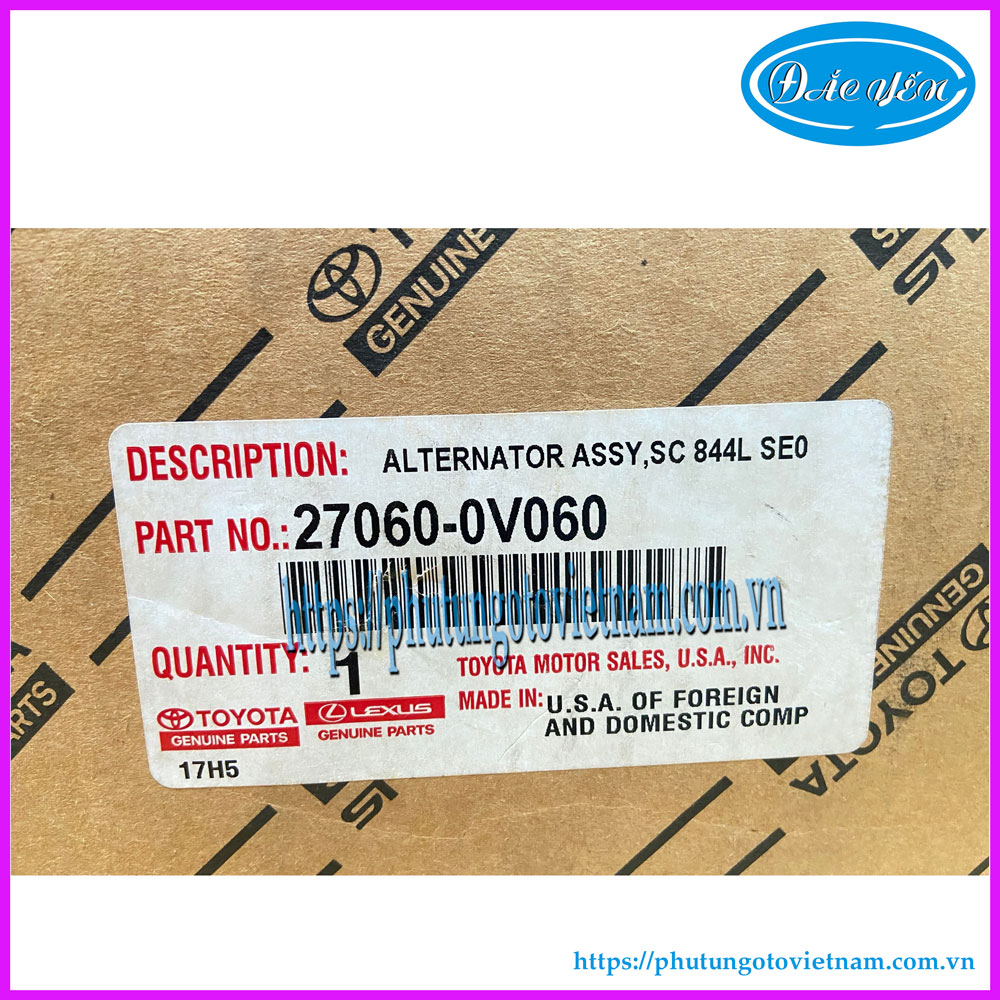 ĐẮC YẾN
GENUINE
DESCRIPTION: ALTERNATOR ASSY,SC 844L SE0
PART NO.: 27060-0V060
https://phutungotovietnam.com.vn
QUANTITY: 1
TOYOTA MOTOR SALES, U.S.A., INC.
MADE IN: U.S.A. OF FOREIGN
AND DOMESTIC COMP
TOYOTA
GENUINE PARTS
LEXUS
GENUINE PARTS
17H5
GENUINE
TOYOTA
PARTS
https://phutungotovietnam.com.vn